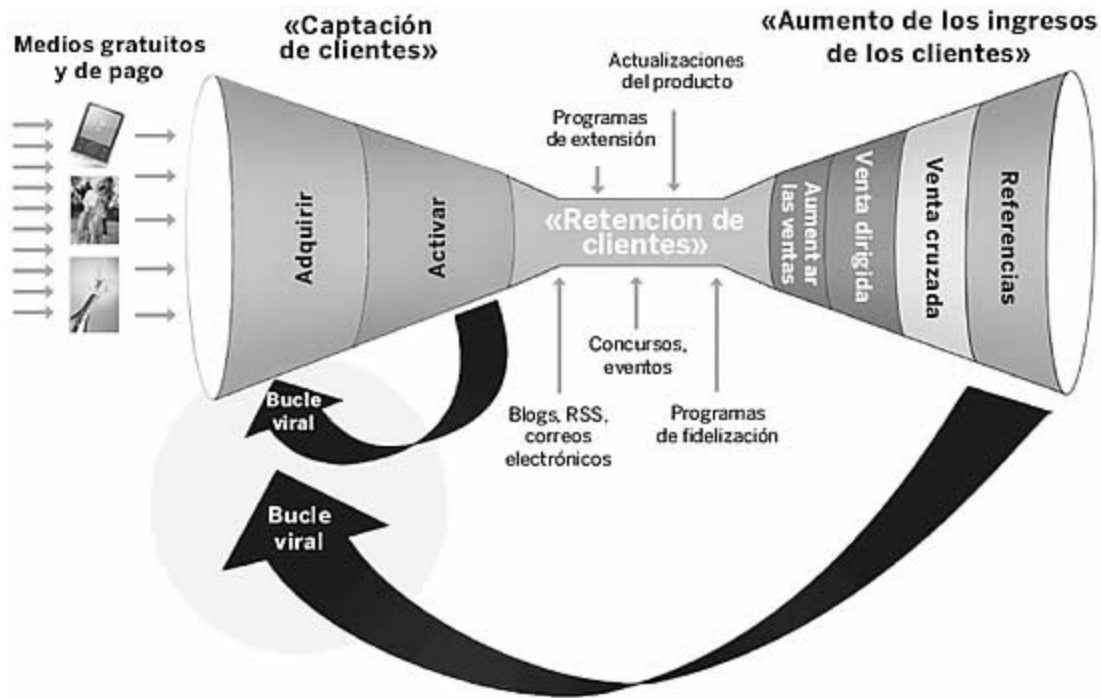 Medios gratuitos
y de pago
«Captación
de clientes»
«Aumento de los ingresos
de los clientes»
Actualizaciones
del producto
Programas
de extensión
Adquirir
Activar
«Retención de
clientes»
Aumentar
las ventas
Venta dirigida
Venta cruzada
Referencias
Concursos,
eventos
Blogs, RSS,
correos
electrónicos
Programas
de fidelización
Bucle
viral
Bucle
viral